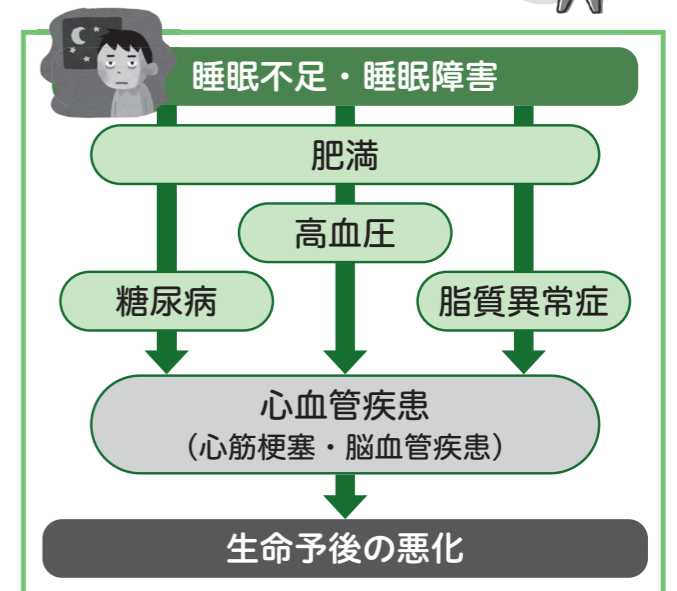 睡眠不足・睡眠障害
肥満
高血圧
糖尿病
脂質異常症
心血管疾患
（心筋梗塞・脳血管疾患）
生命予後の悪化